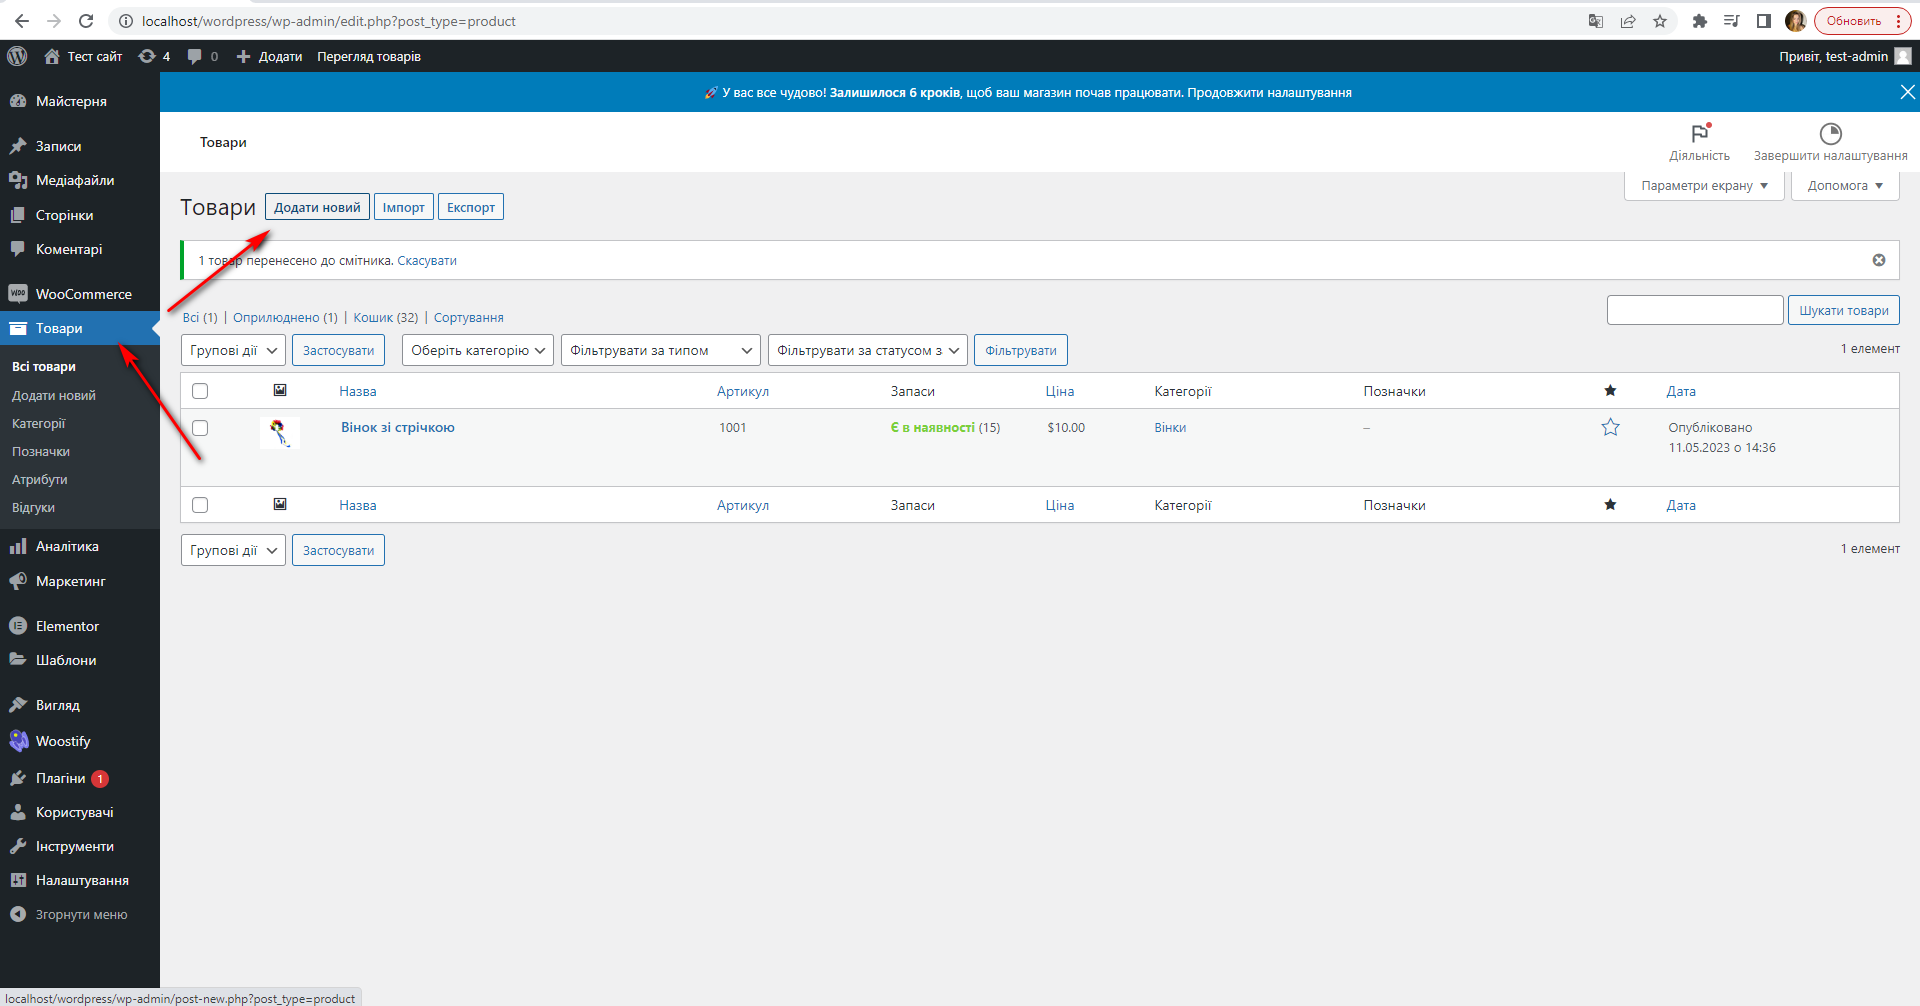 localhost/wordpress/wp-admin/edit.php?post_type=product
Обновить
Тест сайт 4 0 Додати Перегляд товарів Привіт, test-admin
🚀 У вас все чудово! Залишилося 6 кроків, щоб ваш магазин почав працювати. Продовжити налаштування
Товари
Діяльність
Завершити налаштування
Параметри екрану
Допомога
Майстерня
Записи
Медіафайли
Сторінки
Коментарі
WooCommerce
Товари
Всі товари
Додати новий
Категорії
Позначки
Атрибути
Відгуки
Аналітика
Маркетинг
Elementor
Шаблони
Вигляд
Woostify
Плагіни 1
Користувачі
Інструменти
Налаштування
Згорнути меню
Товари Додати новий Імпорт Експорт
1 товар перенесено до смітника. Скасувати
Всі (1) | Оприлюднено (1) | Кошик (32) | Сортування
Шукати товари
Групові дії Застосувати Оберіть категорію Фільтрувати за типом Фільтрувати за статусом з Фільтрувати
1 елемент
Назва Артикул Запаси Ціна Категорії Позначки Дата
Вінок зі стрічкою 1001 Є в наявності (15) $10.00 Вінки – Опубліковано
11.05.2023 о 14:36
Назва Артикул Запаси Ціна Категорії Позначки Дата
Групові дії Застосувати
1 елемент
localhost/wordpress/wp-admin/post-new.php?post_type=product